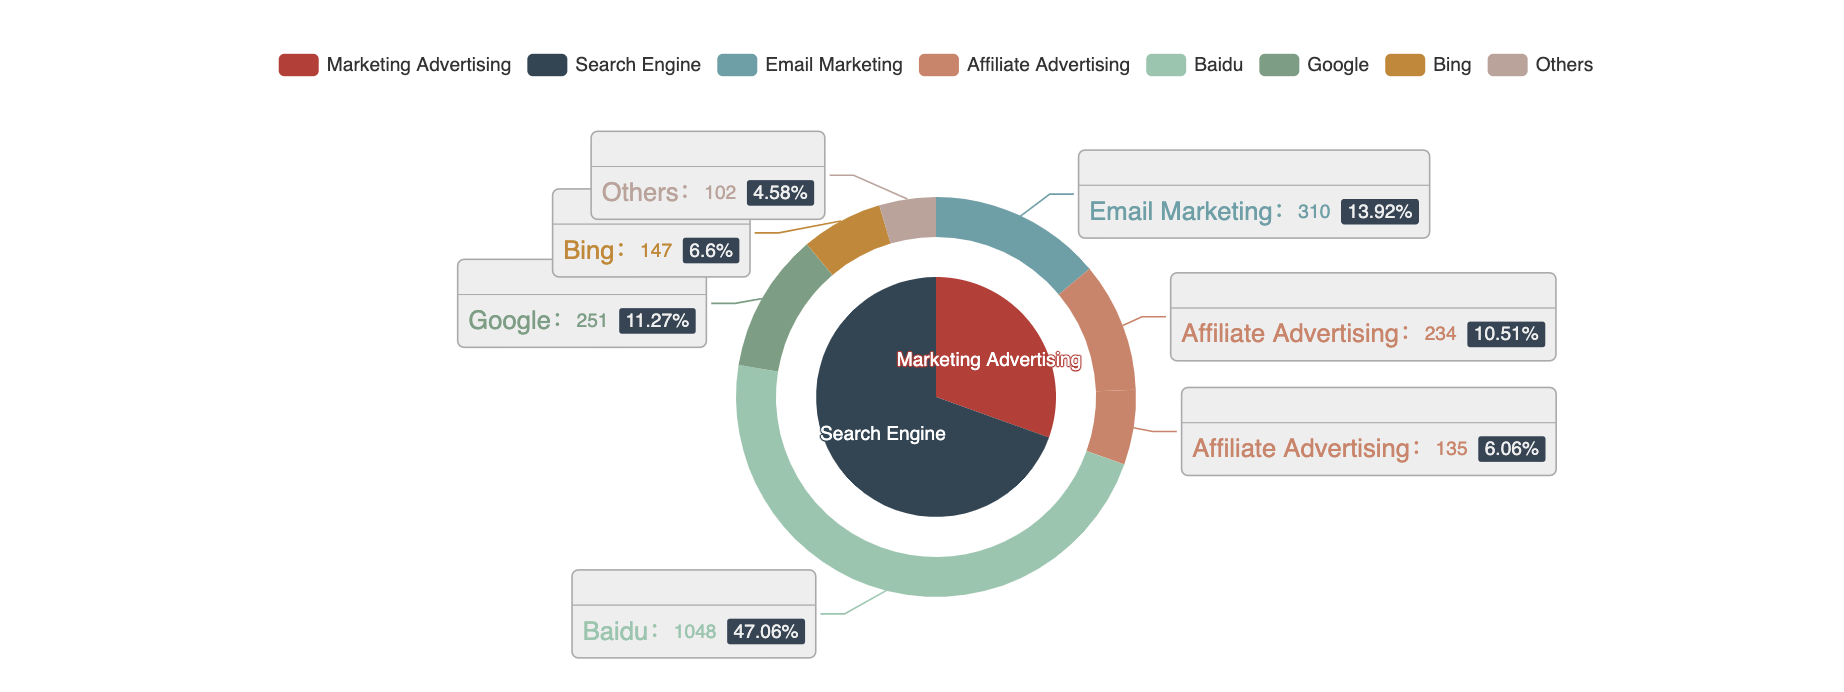 Marketing Advertising
Search Engine
Email Marketing
Affiliate Advertising
Baidu
Google
Bing
Others
Others： 102 4.58%
Email Marketing： 310 13.92%
Bing： 147 6.6%
Google： 251 11.27%
Affiliate Advertising： 234 10.51%
Marketing Advertising
Search Engine
Affiliate Advertising： 135 6.06%
Baidu： 1048 47.06%